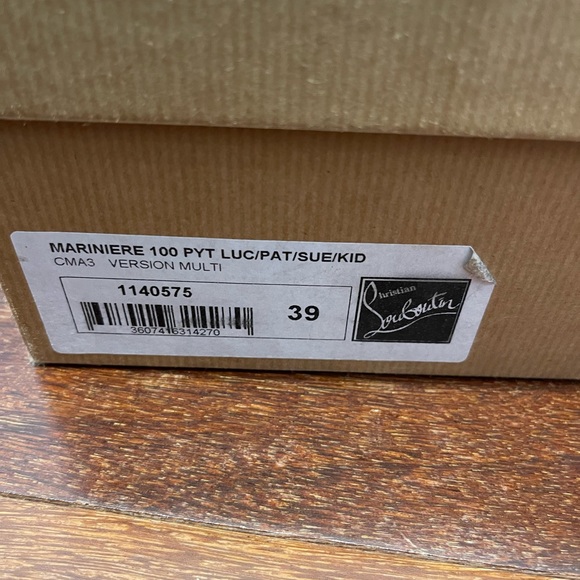 MARINIERE 100 PYT LUC/PAT/SUE/KID
CMA3 VERSION MULTI
1140575
39
3607416314270
Christian
Louboutin